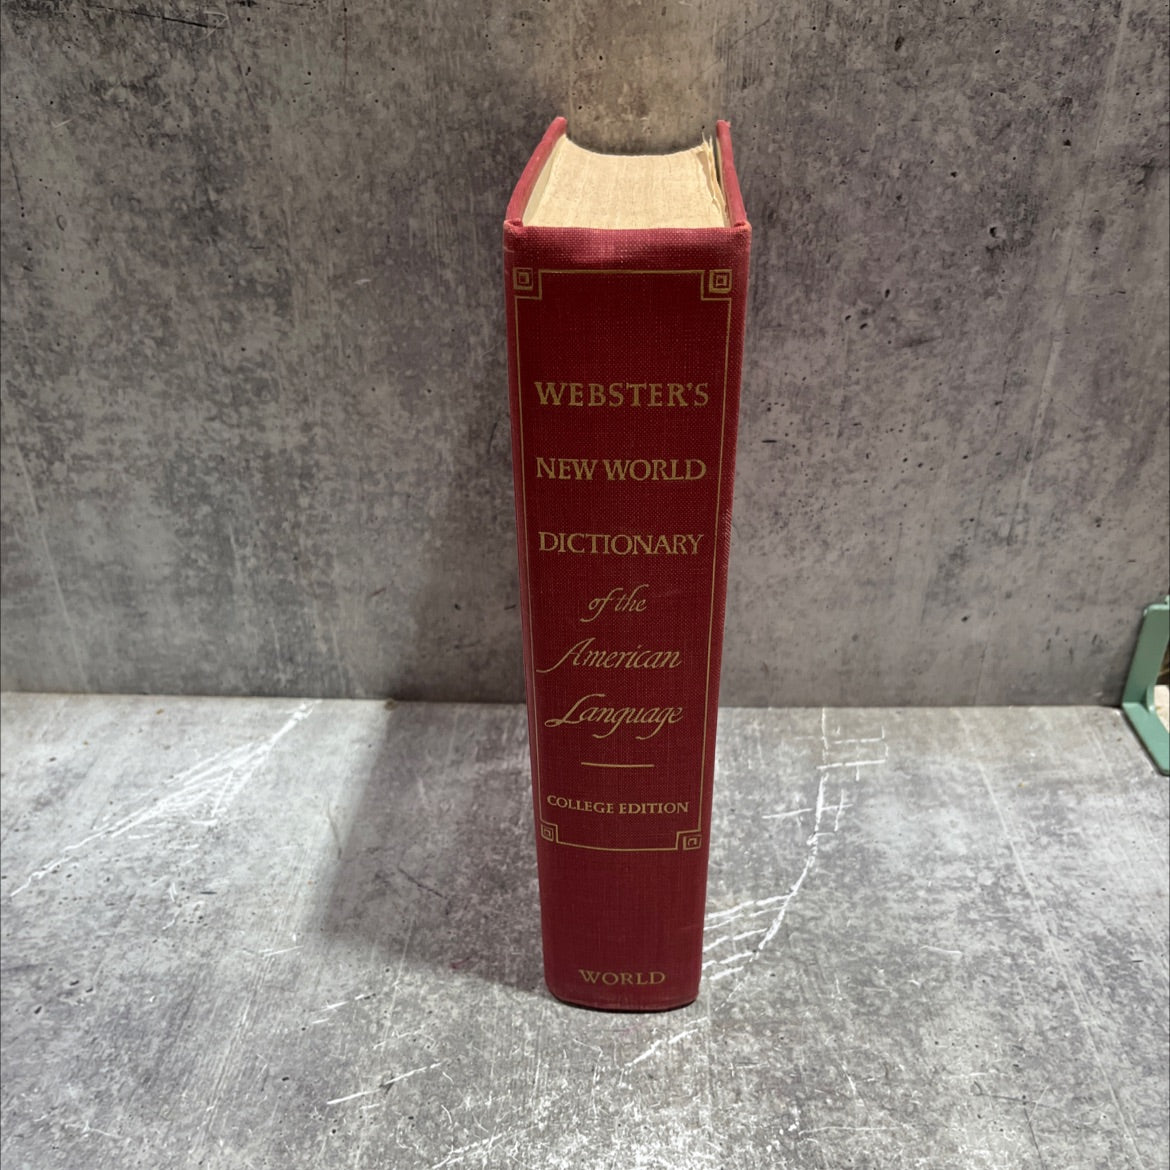 WEBSTER'S
NEW WORLD
DICTIONARY
of the
American
Language
COLLEGE EDITION
WORLD